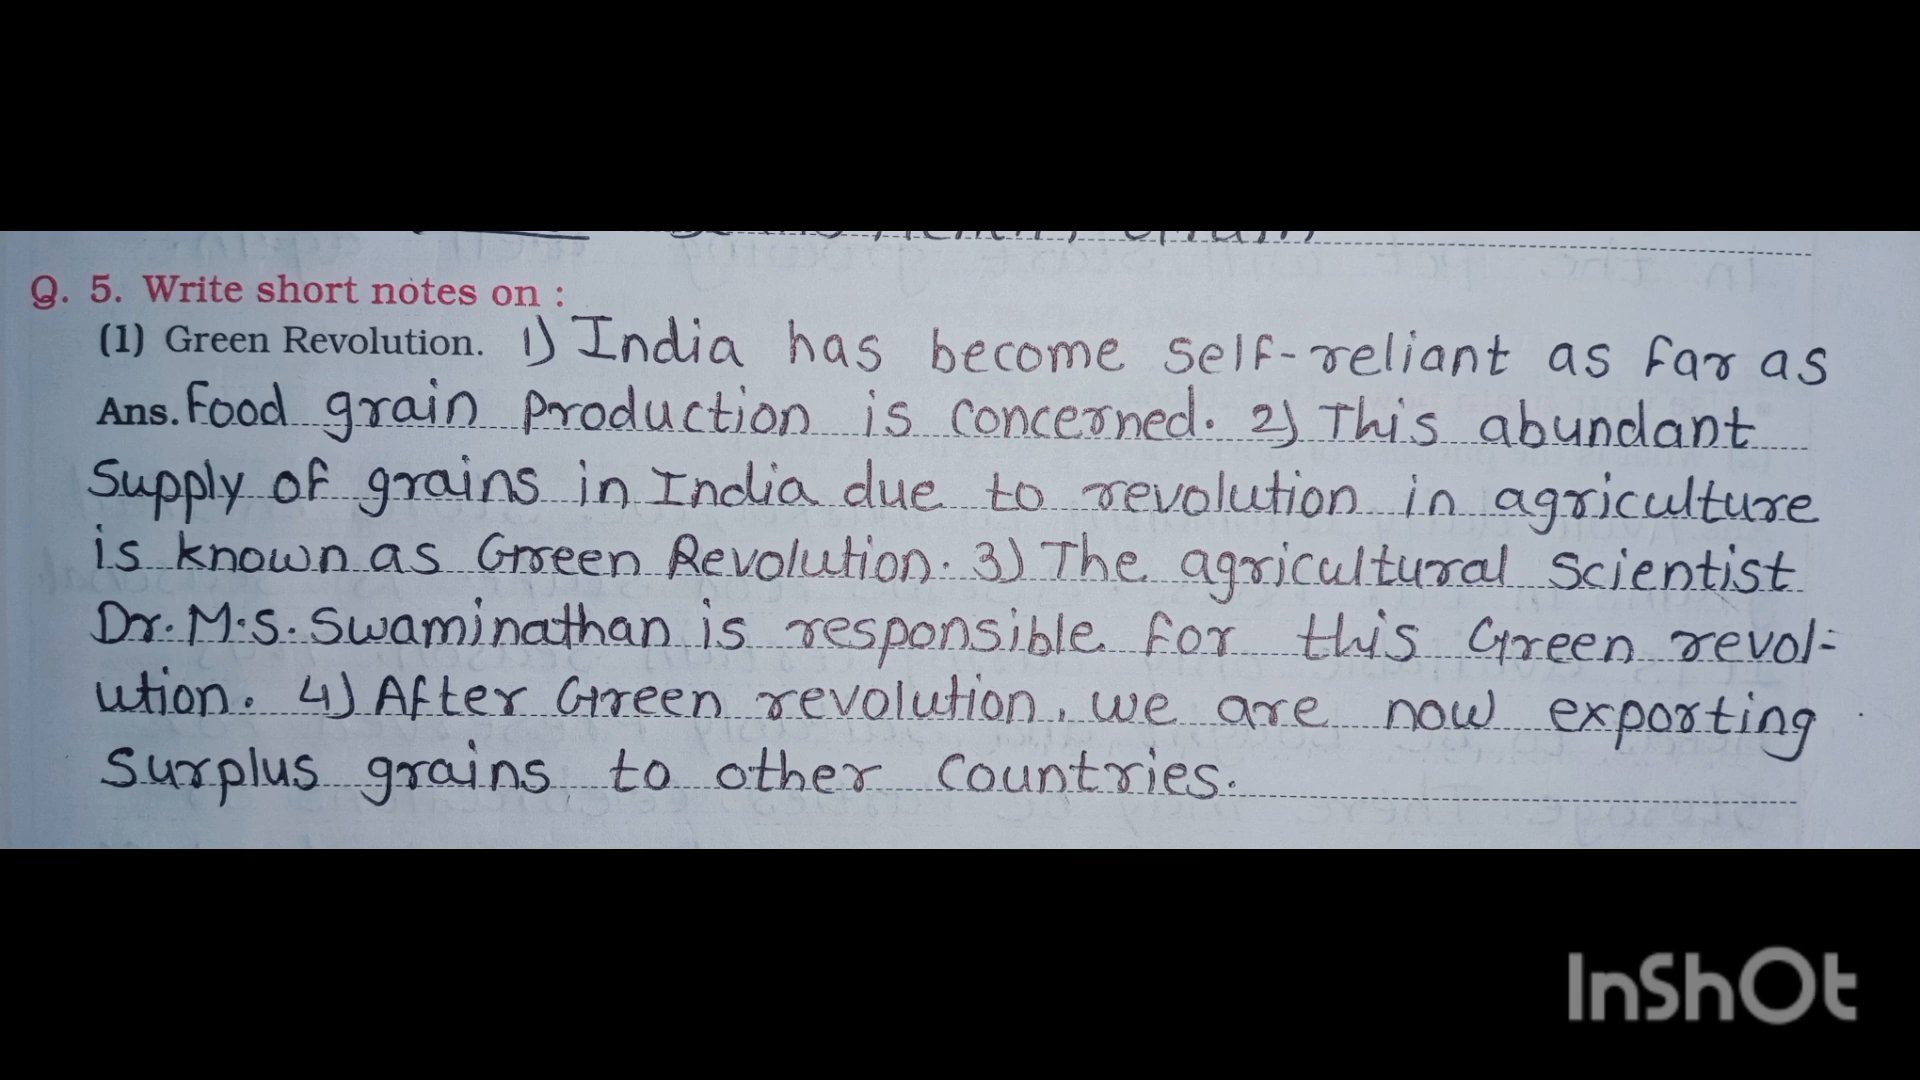 Q. 5. Write short notes on :
(1) Green Revolution. 1) India has become self-reliant as far as
Ans. food grain production is concerned. 2) This abundant
supply of grains in India due to revolution in agriculture
is known as Green Revolution. 3) The agricultural scientist
Dr. M.S. Swaminathan is responsible for this Green revol-
ution. 4) After Green revolution, we are now exporting
surplus grains to other countries.
InShOt